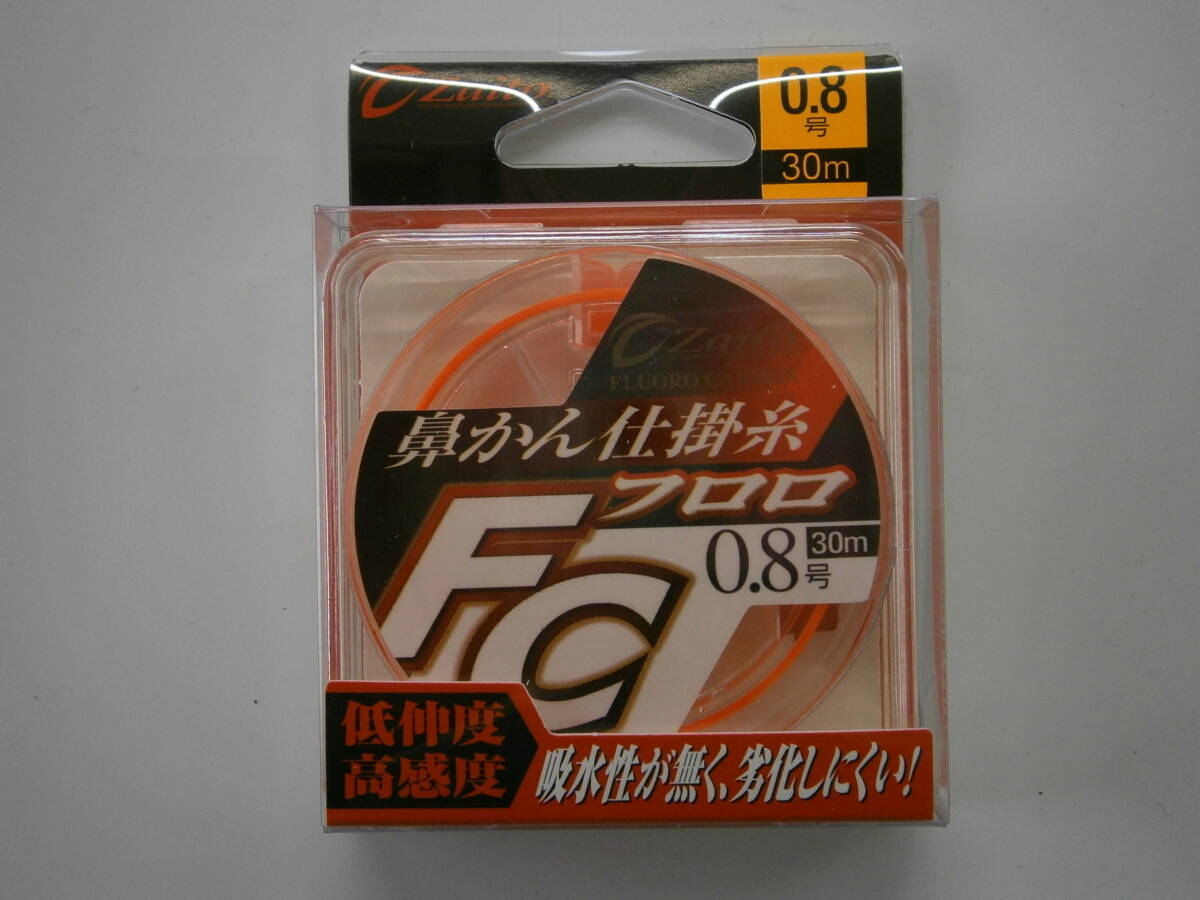 Zaito
0.8
号
30m
Zaito
FLUORO CARBON
鼻かん仕掛糸
フロロ
FCT
0.8号
30m
低伸度
高感度
吸水性が無く、劣化しにくい!